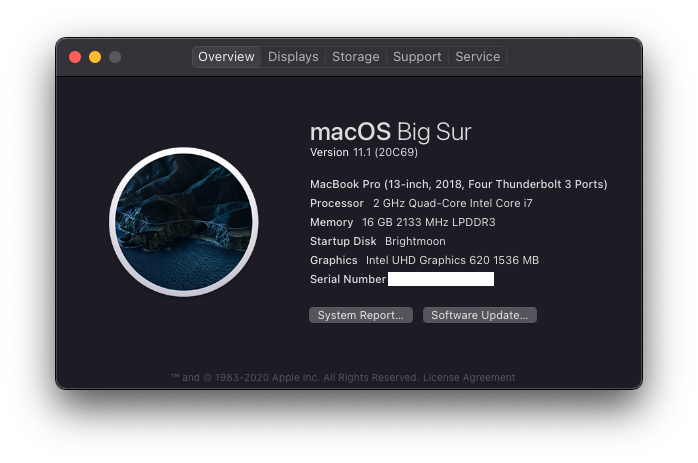 Overview Displays Storage Support Service
macOS Big Sur
Version 11.1 (20C69)
MacBook Pro (13-inch, 2018, Four Thunderbolt 3 Ports)
Processor 2 GHz Quad-Core Intel Core i7
Memory 16 GB 2133 MHz LPDDR3
Startup Disk Brightmoon
Graphics Intel UHD Graphics 620 1536 MB
Serial Number
System Report... Software Update...
™ and © 1983-2020 Apple Inc. All Rights Reserved. License Agreement